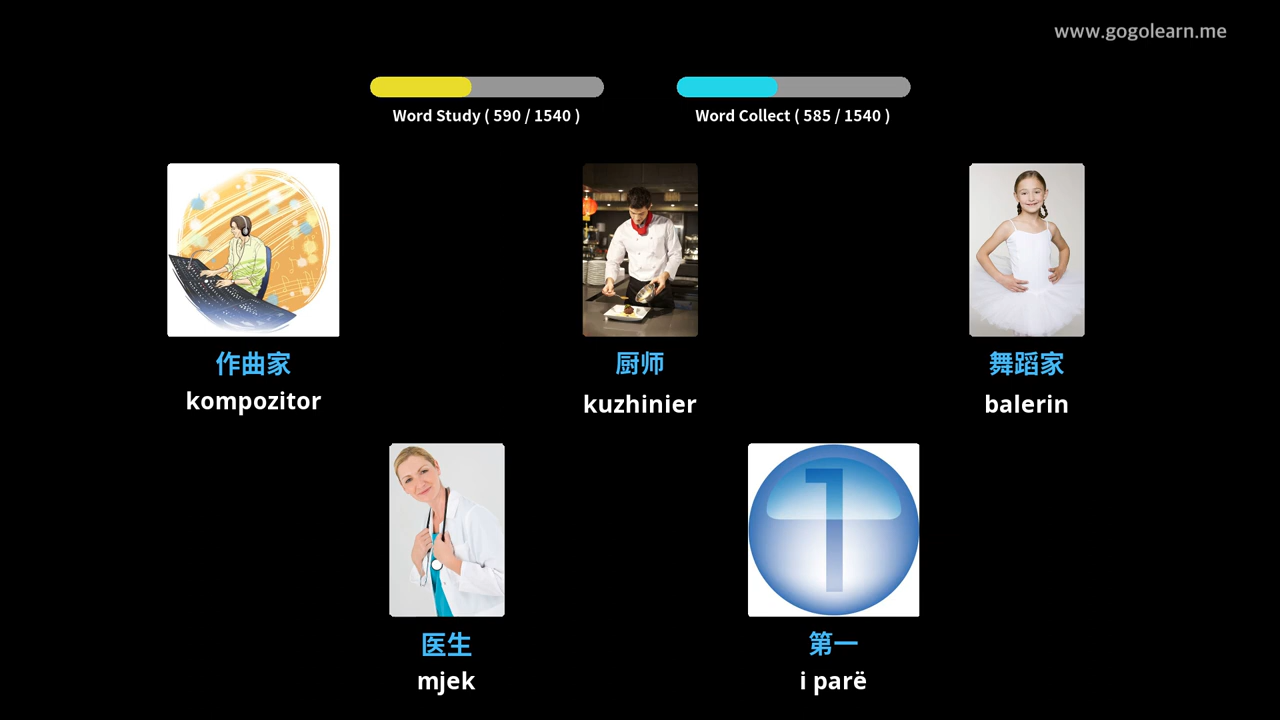 www.gogolearn.me
Word Study ( 590 / 1540 )
Word Collect ( 585 / 1540 )
作曲家
kompozitor
厨师
kuzhinier
舞蹈家
balerin
医生
mjek
1
第一
i parë